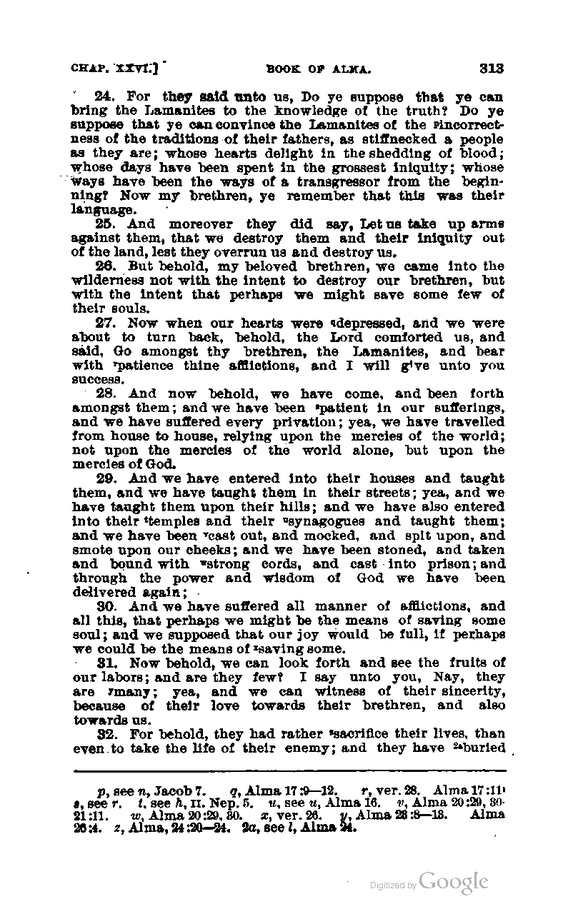 CHAP. XXVI.] BOOK OF ALMA. 313
24. For they said unto us, Do ye suppose that ye can
bring the Lamanites to the knowledge of the truth? Do ye
suppose that ye can convince the Lamanites of the ᵖincorrect-
ness of the traditions of their fathers, as stiffnecked a people
as they are; whose hearts delight in the shedding of blood;
whose days have been spent in the grossest iniquity; whose
ways have been the ways of a transgressor from the begin-
ning? Now my brethren, ye remember that this was their
language.
25. And moreover they did say, Let us take up arms
against them, that we destroy them and their iniquity out
of the land, lest they overrun us and destroy us.
26. But behold, my beloved brethren, we came into the
wilderness not with the intent to destroy our brethren, but
with the intent that perhaps we might save some few of
their souls.
27. Now when our hearts were qdepressed, and we were
about to turn back, behold, the Lord comforted us, and
said, Go amongst thy brethren, the Lamanites, and bear
with ʳpatience thine afflictions, and I will give unto you
success.
28. And now behold, we have come, and been forth
amongst them; and we have been ˢpatient in our sufferings,
and we have suffered every privation; yea, we have travelled
from house to house, relying upon the mercies of the world;
not upon the mercies of the world alone, but upon the
mercies of God.
29. And we have entered into their houses and taught
them, and we have taught them in their streets; yea, and we
have taught them upon their hills; and we have also entered
into their ᵗtemples and their ᵘsynagogues and taught them;
and we have been ᵛcast out, and mocked, and spit upon, and
smote upon our cheeks; and we have been stoned, and taken
and bound with ʷstrong cords, and cast into prison; and
through the power and wisdom of God we have been
delivered again;
30. And we have suffered all manner of afflictions, and
all this, that perhaps we might be the means of saving some
soul; and we supposed that our joy would be full, if perhaps
we could be the means of ˣsaving some.
31. Now behold, we can look forth and see the fruits of
our labors; and are they few? I say unto you, Nay, they
are ʸmany; yea, and we can witness of their sincerity,
because of their love towards their brethren, and also
towards us.
32. For behold, they had rather ᶻsacrifice their lives, than
even to take the life of their enemy; and they have ²ᵃburied
p, see n, Jacob 7. q, Alma 17:9—12. r, ver. 28. Alma 17:11.
s, see r. t, see h, II. Nep. 5. u, see u, Alma 16. v, Alma 20:29, 30.
21:11. w, Alma 20:29, 30. x, ver. 26. y, Alma 23:8—13. Alma
26:4. z, Alma, 24:20—24. 2a, see l, Alma 24.
Digitized by Google